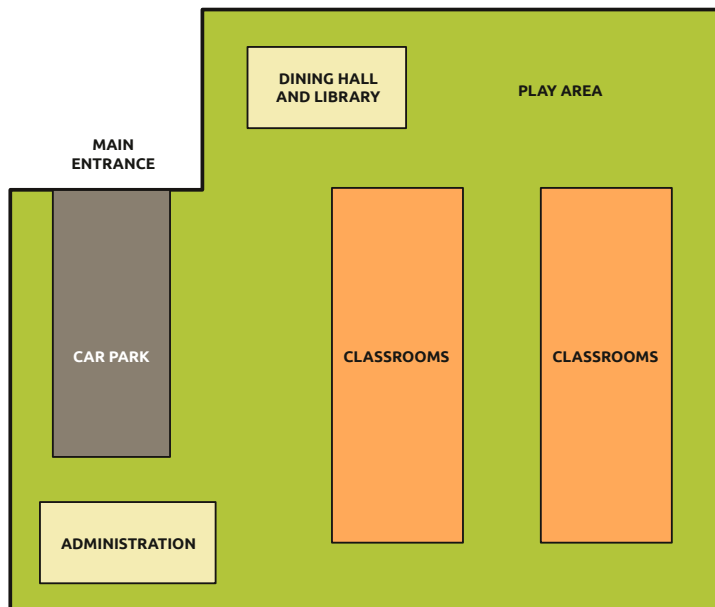 DINING HALL
AND LIBRARY
PLAY AREA
MAIN
ENTRANCE
CAR PARK
CLASSROOMS
CLASSROOMS
ADMINISTRATION